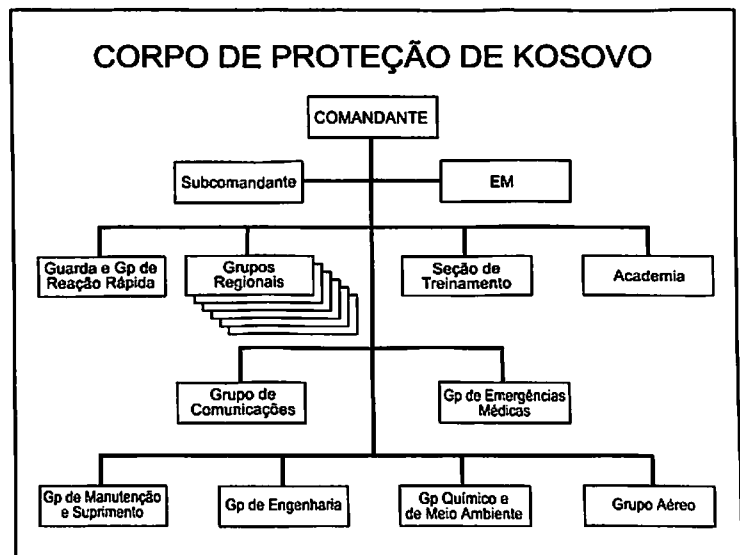 CORPO DE PROTEÇÃO DE KOSOVO
COMANDANTE
Subcomandante
EM
Guarda e Gp de
Reação Rápida
Grupos
Regionais
Seção de
Treinamento
Academia
Grupo de
Comunicações
Gp de Emergências
Médicas
Gp de Manutenção
e Suprimento
Gp de Engenharia
Gp Químico e
de Meio Ambiente
Grupo Aéreo